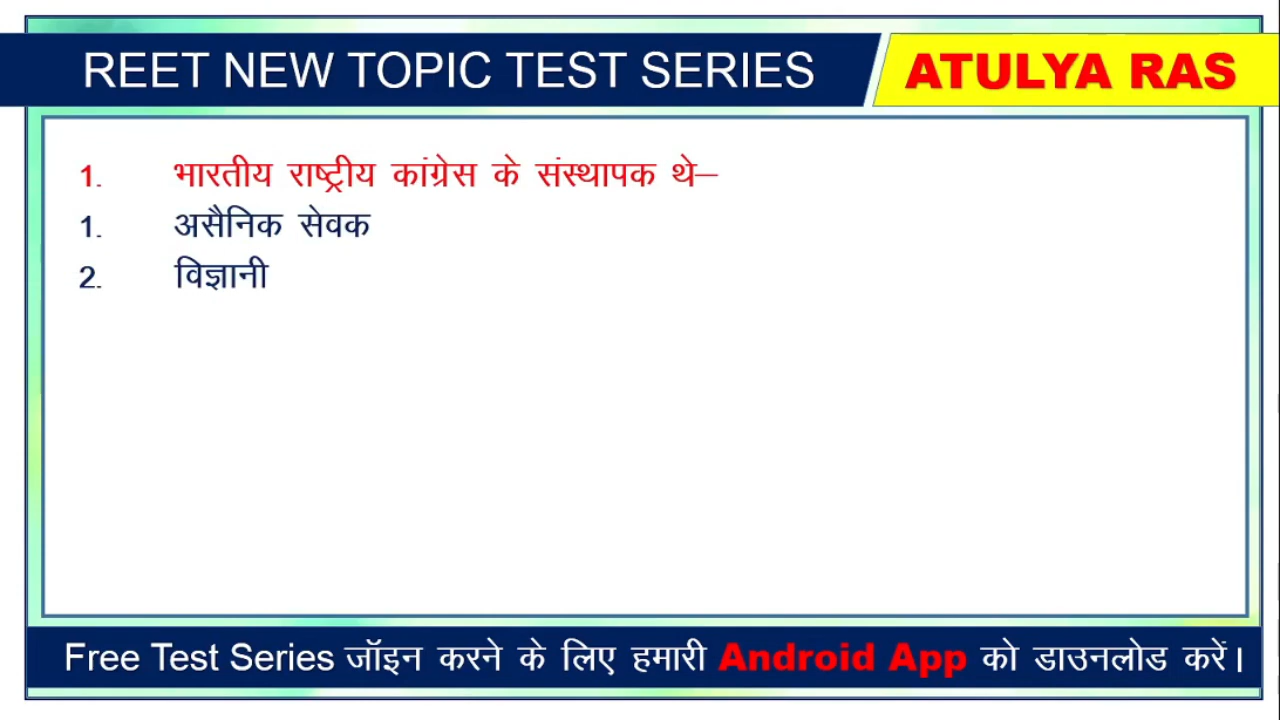 REET NEW TOPIC TEST SERIES
ATULYA RAS
1. भारतीय राष्ट्रीय कांग्रेस के संस्थापक थे–
1. असैनिक सेवक
2. विज्ञानी
Free Test Series जॉइन करने के लिए हमारी Android App को डाउनलोड करें।